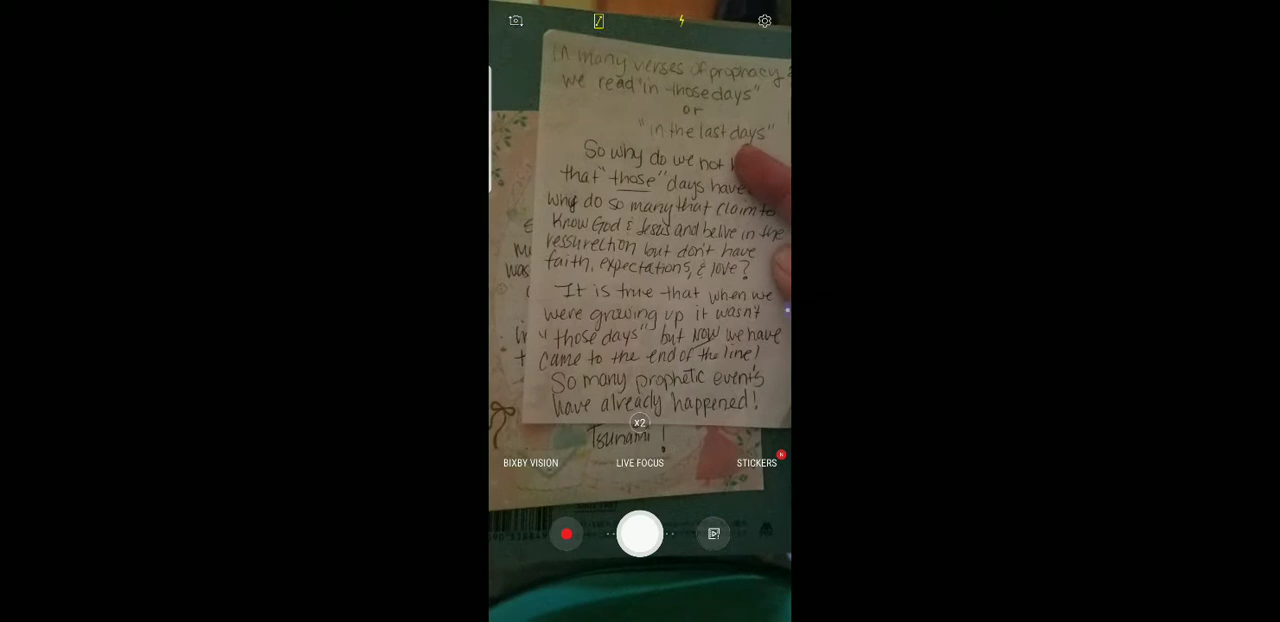 In many verses of prophacy
we read "in those days"
or
"in the last days"
So why do we not
that "those" days have
why do so many that claim to
know God & Jesus and belive in the
ressurection but don't have
faith, expectations, & love?
It is true that when we
were growing up it wasn't
"those days" but NOW we have
came to the end of the line!
So many prophetic events
have already happened!
x2
Tsunami!
BIXBY VISION LIVE FOCUS STICKERS
N